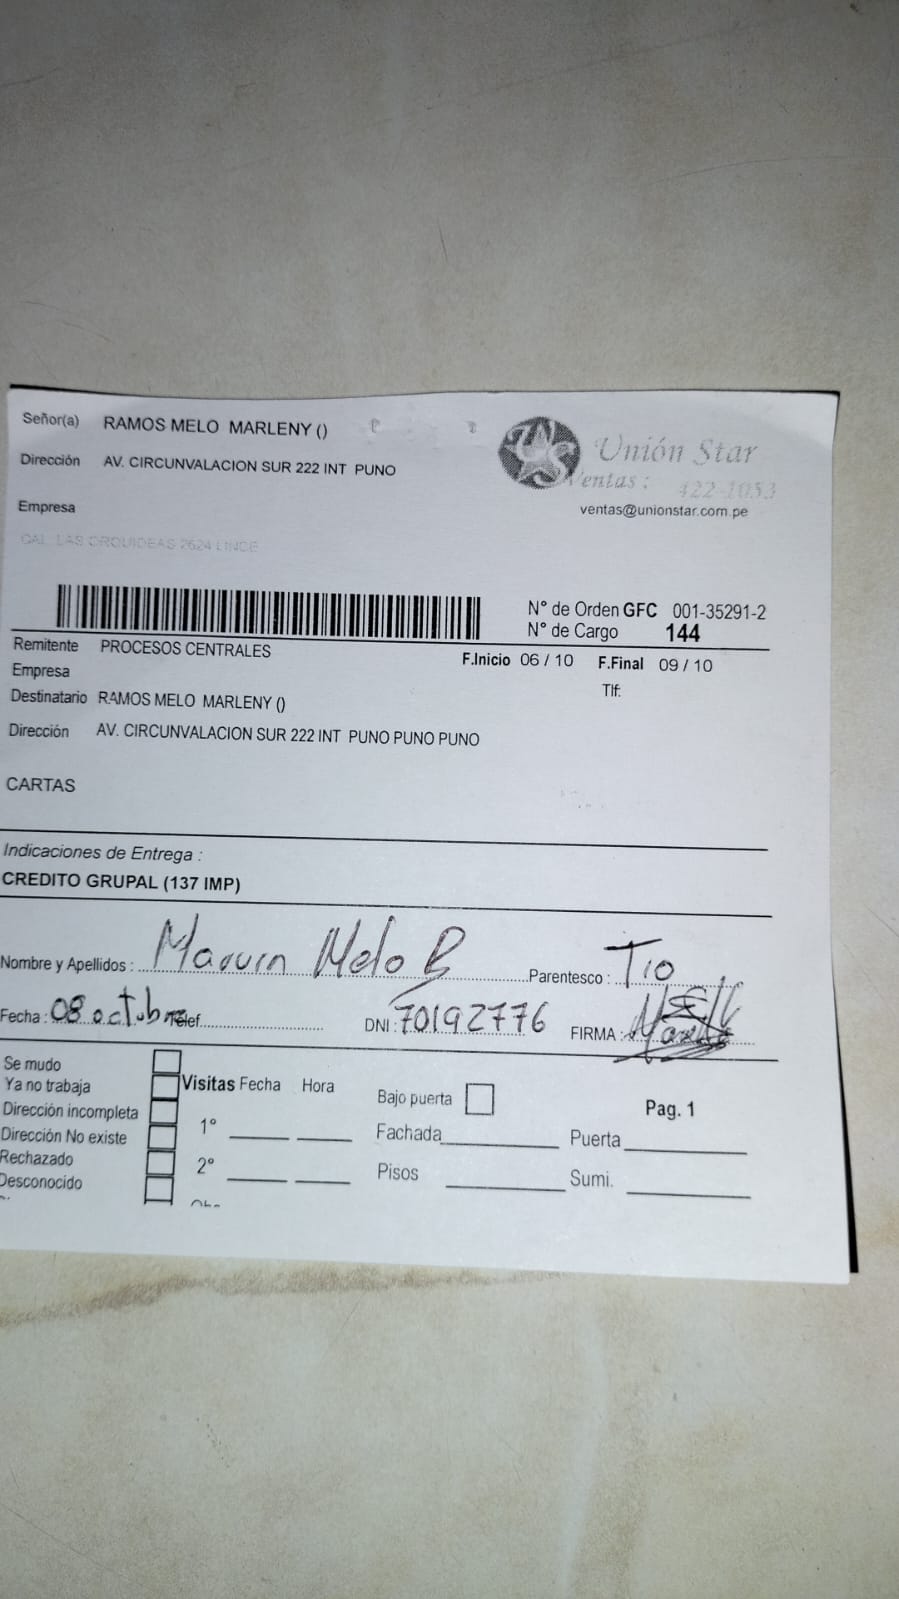 Señor(a) RAMOS MELO MARLENY ()
Unión Star
Dirección AV. CIRCUNVALACION SUR 222 INT PUNO
Ventas : 422-1053
Empresa
ventas@unionstar.com.pe
CAL. LAS ORQUIDEAS 2624 LINCE
N° de Orden GFC 001-35291-2
N° de Cargo 144
Remitente PROCESOS CENTRALES
F.Inicio 06 / 10 F.Final 09 / 10
Empresa
Tlf:
Destinatario RAMOS MELO MARLENY ()
Dirección AV. CIRCUNVALACION SUR 222 INT PUNO PUNO PUNO
CARTAS
Indicaciones de Entrega :
CREDITO GRUPAL (137 IMP)
Nombre y Apellidos : Melo B Parentesco : Tio
Fecha : 08 octubre Telef. DNI : 70192776 FIRMA :
Se mudo
Ya no trabaja
Dirección incompleta
Dirección No existe
Rechazado
Desconocido
Visitas Fecha Hora
1°
2°
Bajo puerta
Pag. 1
Fachada Puerta
Pisos Sumi.